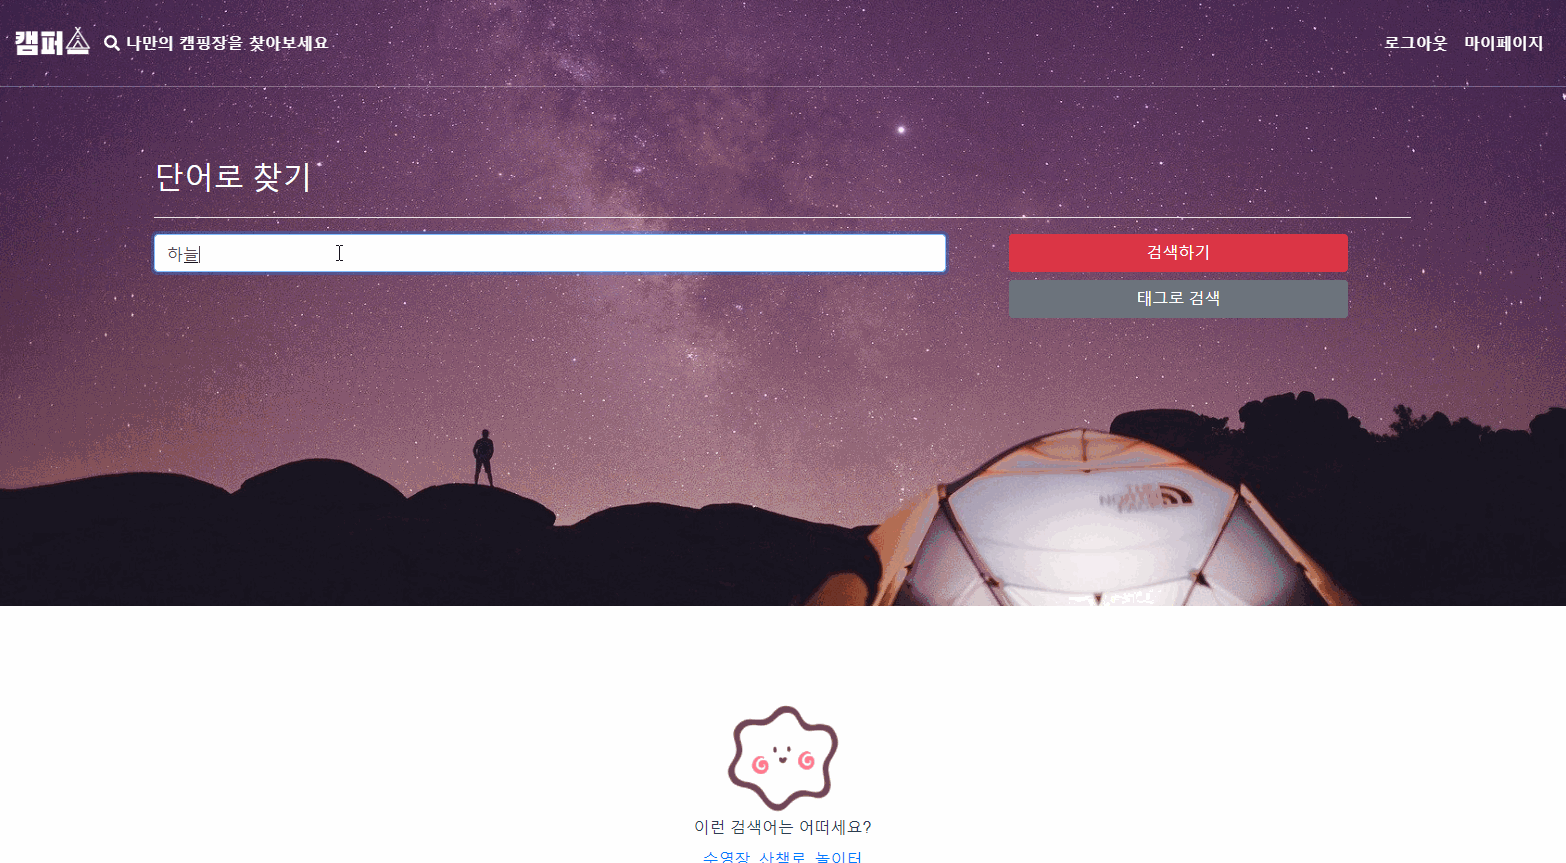 캠퍼스 나만의 캠핑장을 찾아보세요 로그아웃 마이페이지
단어로 찾기
하늘 검색하기
태그로 검색
THE
NORTH
FACE
이런 검색어는 어떠세요?
수영장 산책로 놀이터